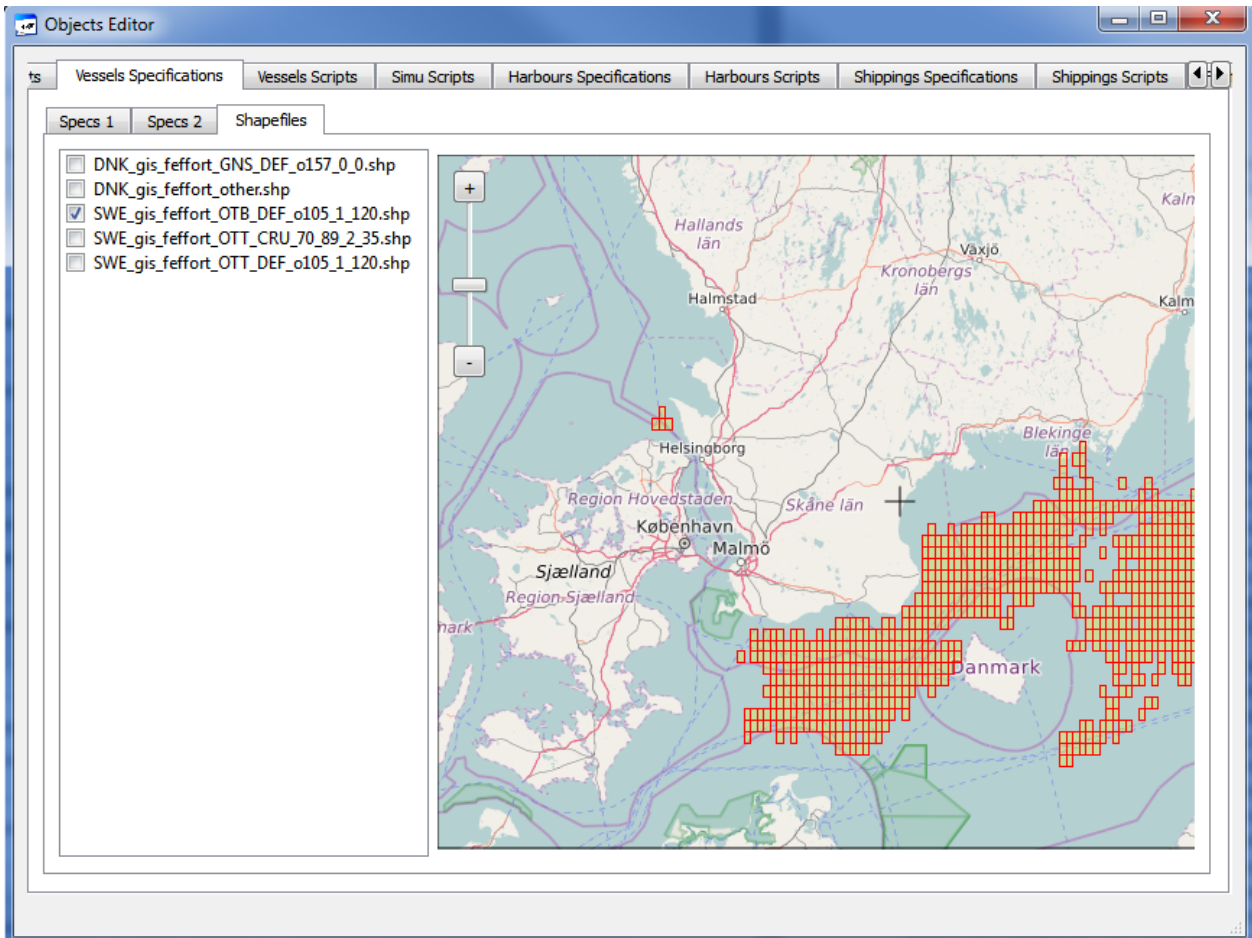 Objects Editor
ts Vessels Specifications Vessels Scripts Simu Scripts Harbours Specifications Harbours Scripts Shippings Specifications Shippings Scripts
Specs 1 Specs 2 Shapefiles
DNK_gis_feffort_GNS_DEF_o157_0_0.shp
DNK_gis_feffort_other.shp
SWE_gis_feffort_OTB_DEF_o105_1_120.shp
SWE_gis_feffort_OTT_CRU_70_89_2_35.shp
SWE_gis_feffort_OTT_DEF_o105_1_120.shp
+
-
Kaln
Hallands
län
Växjö
Kronobergs
län
Halmstad
Kalm
Blekinge
län
Helsingborg
Region Hovedstaden
Skåne län
København
Malmö
Sjælland
Region Sjælland
mark
Danmark